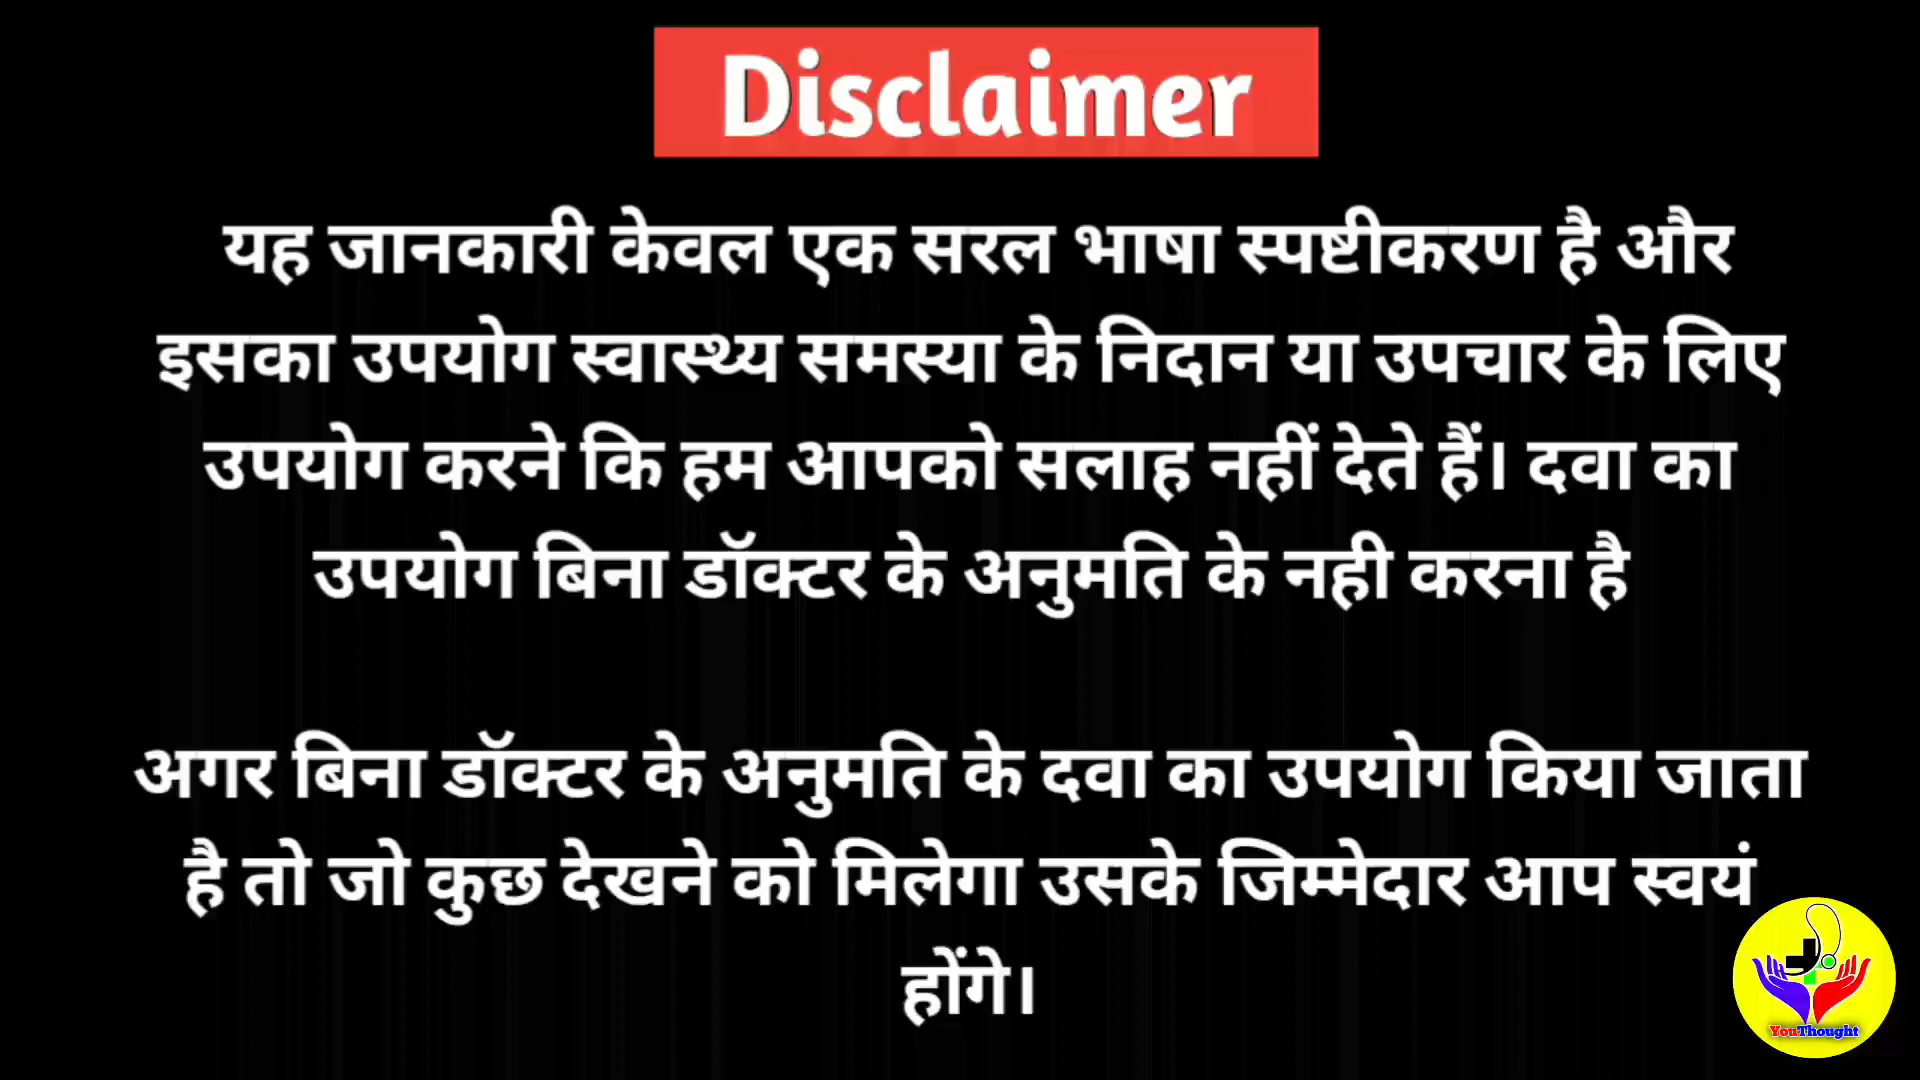 Disclaimer
यह जानकारी केवल एक सरल भाषा स्पष्टीकरण है और
इसका उपयोग स्वास्थ्य समस्या के निदान या उपचार के लिए
उपयोग करने कि हम आपको सलाह नहीं देते हैं। दवा का
उपयोग बिना डॉक्टर के अनुमति के नही करना है
अगर बिना डॉक्टर के अनुमति के दवा का उपयोग किया जाता
है तो जो कुछ देखने को मिलेगा उसके जिम्मेदार आप स्वयं
होंगे।
YouThought